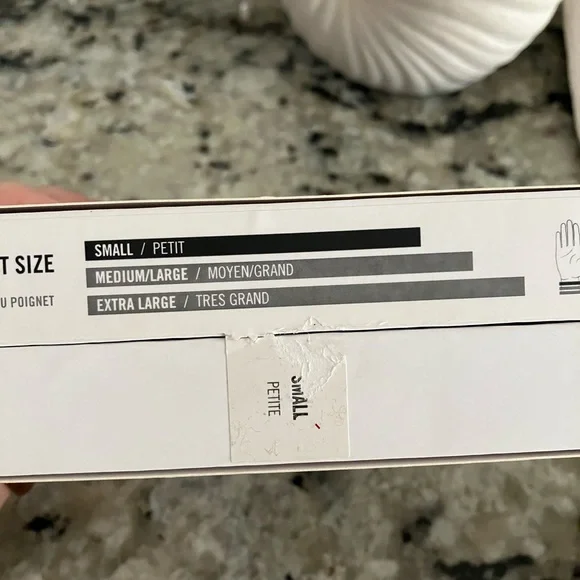 T SIZE
U POIGNET
SMALL / PETIT
MEDIUM/LARGE / MOYEN/GRAND
EXTRA LARGE / TRES GRAND
SMALL
PETITE